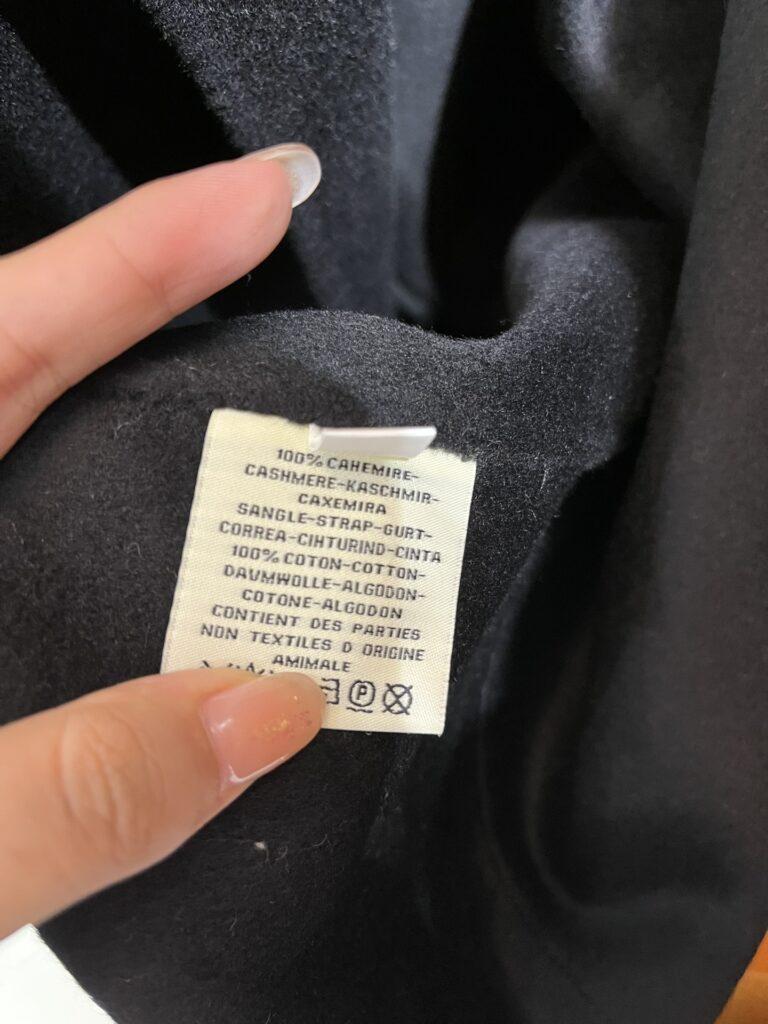 100% CAHEMIRE-
CASHMERE-KASCHMIR-
CAXEMIRA
SANGLE-STRAP-GURT-
CORREA-CIHTURIND-CINTA
100% COTON-COTTON-
DAVMWOLLE-ALGODON-
COTONE-ALGODON
CONTIENT DES PARTIES
NON TEXTILES D ORIGINE
AMIMALE
P